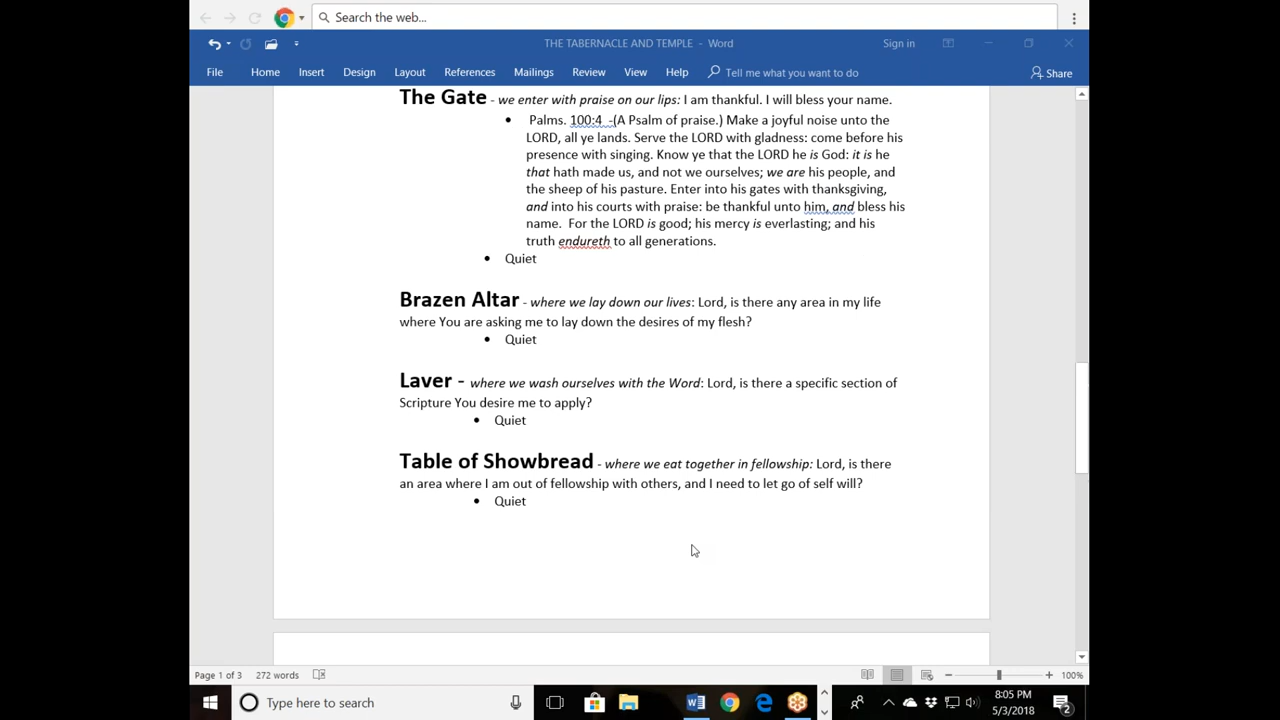 Search the web...
THE TABERNACLE AND TEMPLE - Word
Sign in
File Home Insert Design Layout References Mailings Review View Help Tell me what you want to do Share
The Gate - we enter with praise on our lips: I am thankful. I will bless your name.
• Palms. 100:4 -(A Psalm of praise.) Make a joyful noise unto the
LORD, all ye lands. Serve the LORD with gladness: come before his
presence with singing. Know ye that the LORD he is God: it is he
that hath made us, and not we ourselves; we are his people, and
the sheep of his pasture. Enter into his gates with thanksgiving,
and into his courts with praise: be thankful unto him, and bless his
name. For the LORD is good; his mercy is everlasting; and his
truth endureth to all generations.
• Quiet
Brazen Altar - where we lay down our lives: Lord, is there any area in my life
where You are asking me to lay down the desires of my flesh?
• Quiet
Laver - where we wash ourselves with the Word: Lord, is there a specific section of
Scripture You desire me to apply?
• Quiet
Table of Showbread - where we eat together in fellowship: Lord, is there
an area where I am out of fellowship with others, and I need to let go of self will?
• Quiet
Page 1 of 3 272 words 100%
Type here to search
8:05 PM
5/3/2018
2